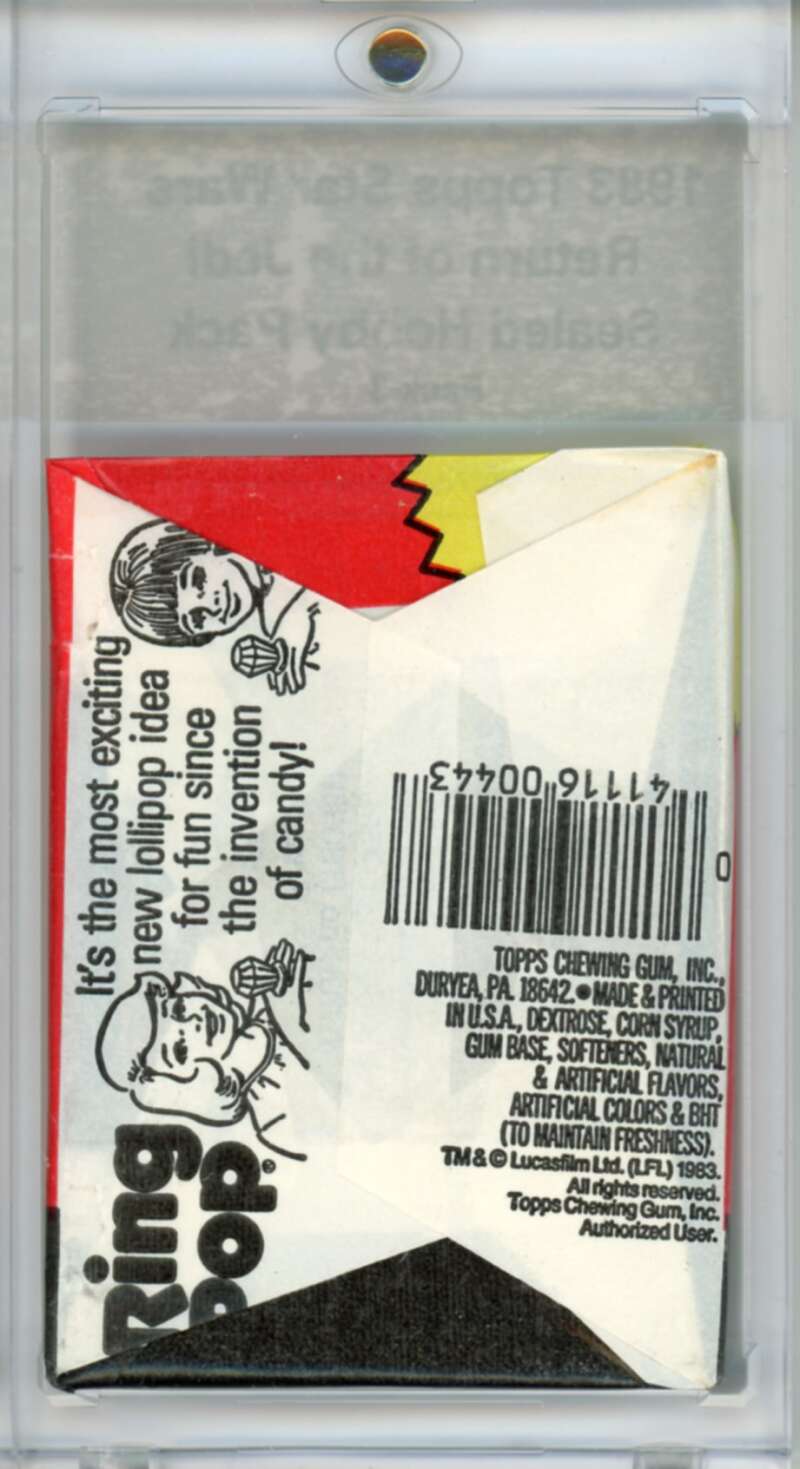 1983 Topps Star Wars
Return of the Jedi
Sealed Hobby Pack
It's the most exciting
new lollipop idea
for fun since
the invention
of candy!
Ring
Pop®
0
41116 00443
TOPPS CHEWING GUM, INC.,
DURYEA, PA. 18642.●MADE & PRINTED
IN U.S.A., DEXTROSE, CORN SYRUP,
GUM BASE, SOFTENERS, NATURAL
& ARTIFICIAL FLAVORS,
ARTIFICIAL COLORS & BHT
(TO MAINTAIN FRESHNESS).
TM & © Lucasfilm Ltd. (LFL) 1983.
All rights reserved.
Topps Chewing Gum, Inc.
Authorized User.